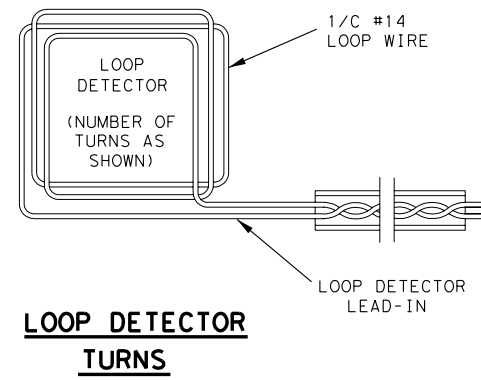 1/C #14
LOOP WIRE
LOOP
DETECTOR
(NUMBER OF
TURNS AS
SHOWN)
LOOP DETECTOR
LEAD-IN
LOOP DETECTOR
TURNS